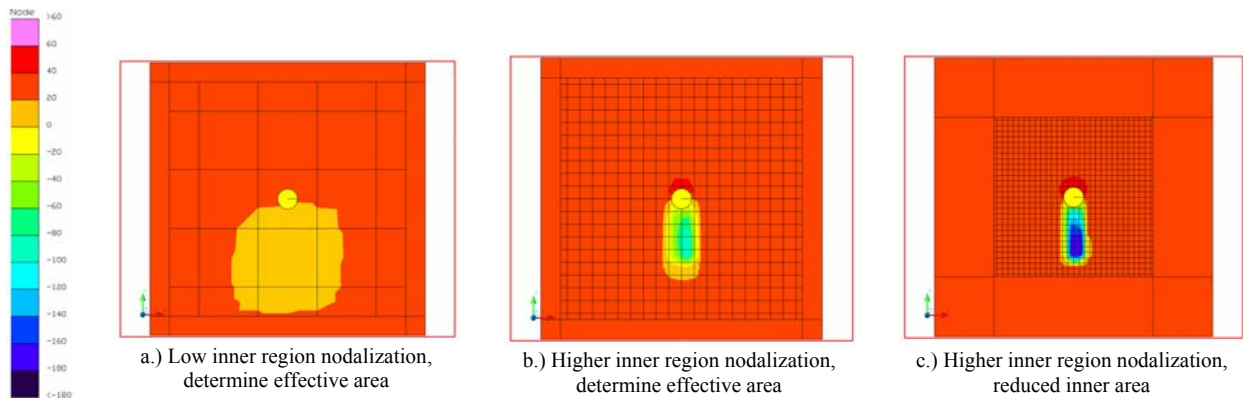 Node
>60
60
40
20
0
-20
-40
-60
-80
-100
-120
-140
-160
-180
<-180
a.) Low inner region nodalization,
determine effective area
b.) Higher inner region nodalization,
determine effective area
c.) Higher inner region nodalization,
reduced inner area